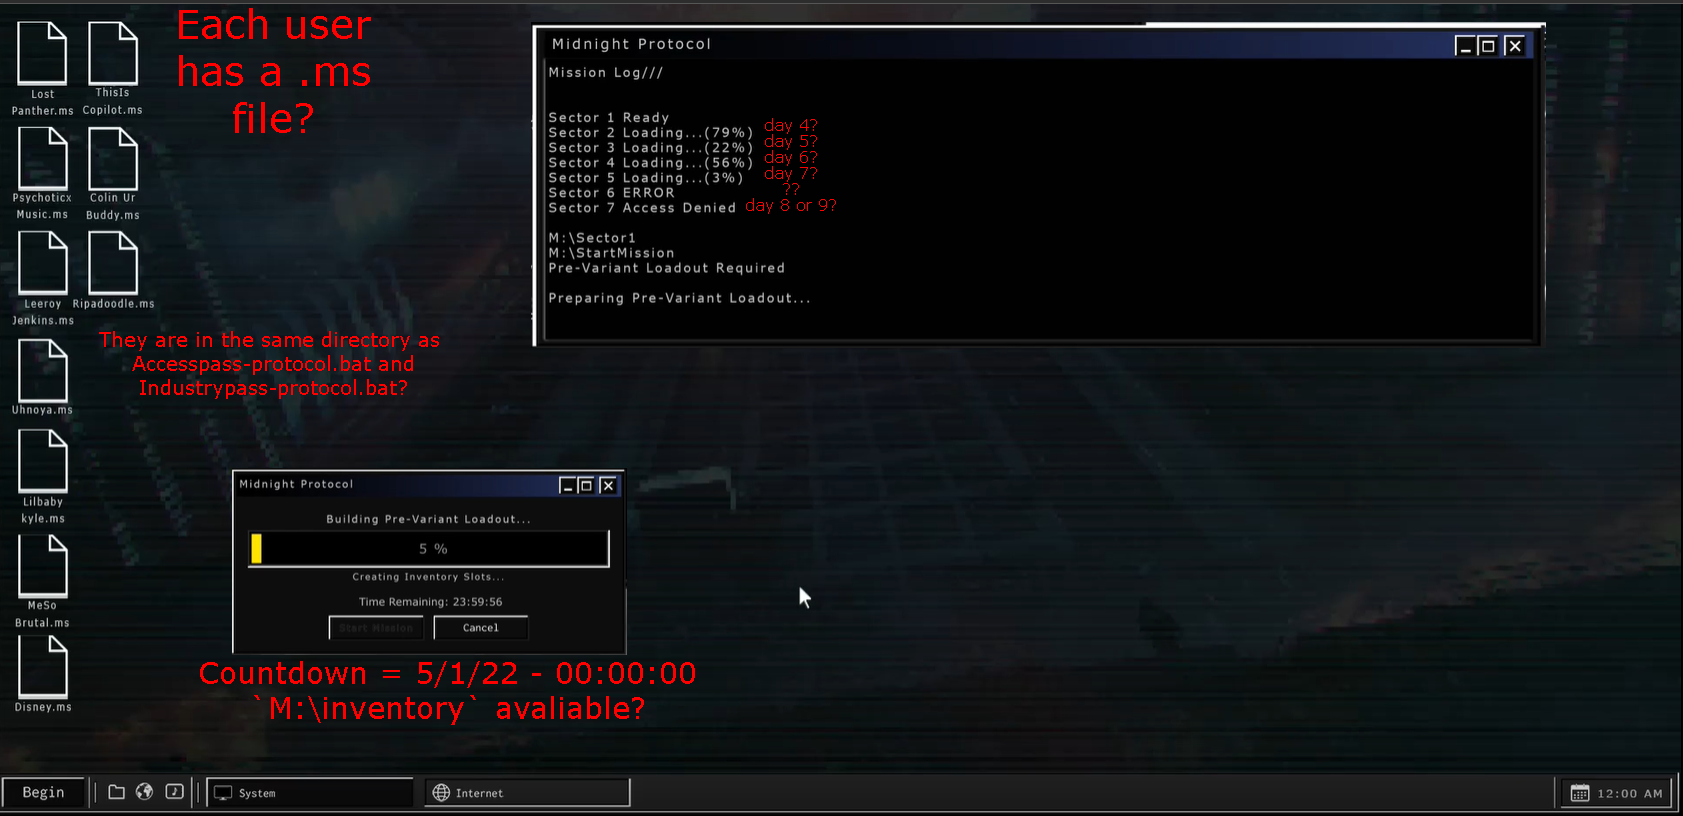 Lost
Panther.ms
ThisIs
Copilot.ms
Psychoticx
Music.ms
Colin Ur
Buddy.ms
Leeroy
Jenkins.ms
Ripadoodle.ms
Uhnoya.ms
Lilbaby
kyle.ms
MeSo
Brutal.ms
Disney.ms
Each user
has a .ms
file?
They are in the same directory as
Accesspass-protocol.bat and
Industrypass-protocol.bat?
Midnight Protocol
Mission Log///
Sector 1 Ready
Sector 2 Loading...(79%) day 4?
Sector 3 Loading...(22%) day 5?
Sector 4 Loading...(56%) day 6?
Sector 5 Loading...(3%) day 7?
Sector 6 ERROR ??
Sector 7 Access Denied day 8 or 9?
M:\Sector1
M:\StartMission
Pre-Variant Loadout Required
Preparing Pre-Variant Loadout...
Midnight Protocol
Building Pre-Variant Loadout...
5 %
Creating Inventory Slots...
Time Remaining: 23:59:56
Start Mission Cancel
Countdown = 5/1/22 - 00:00:00
`M:\inventory` avaliable?
Begin System Internet 12:00 AM